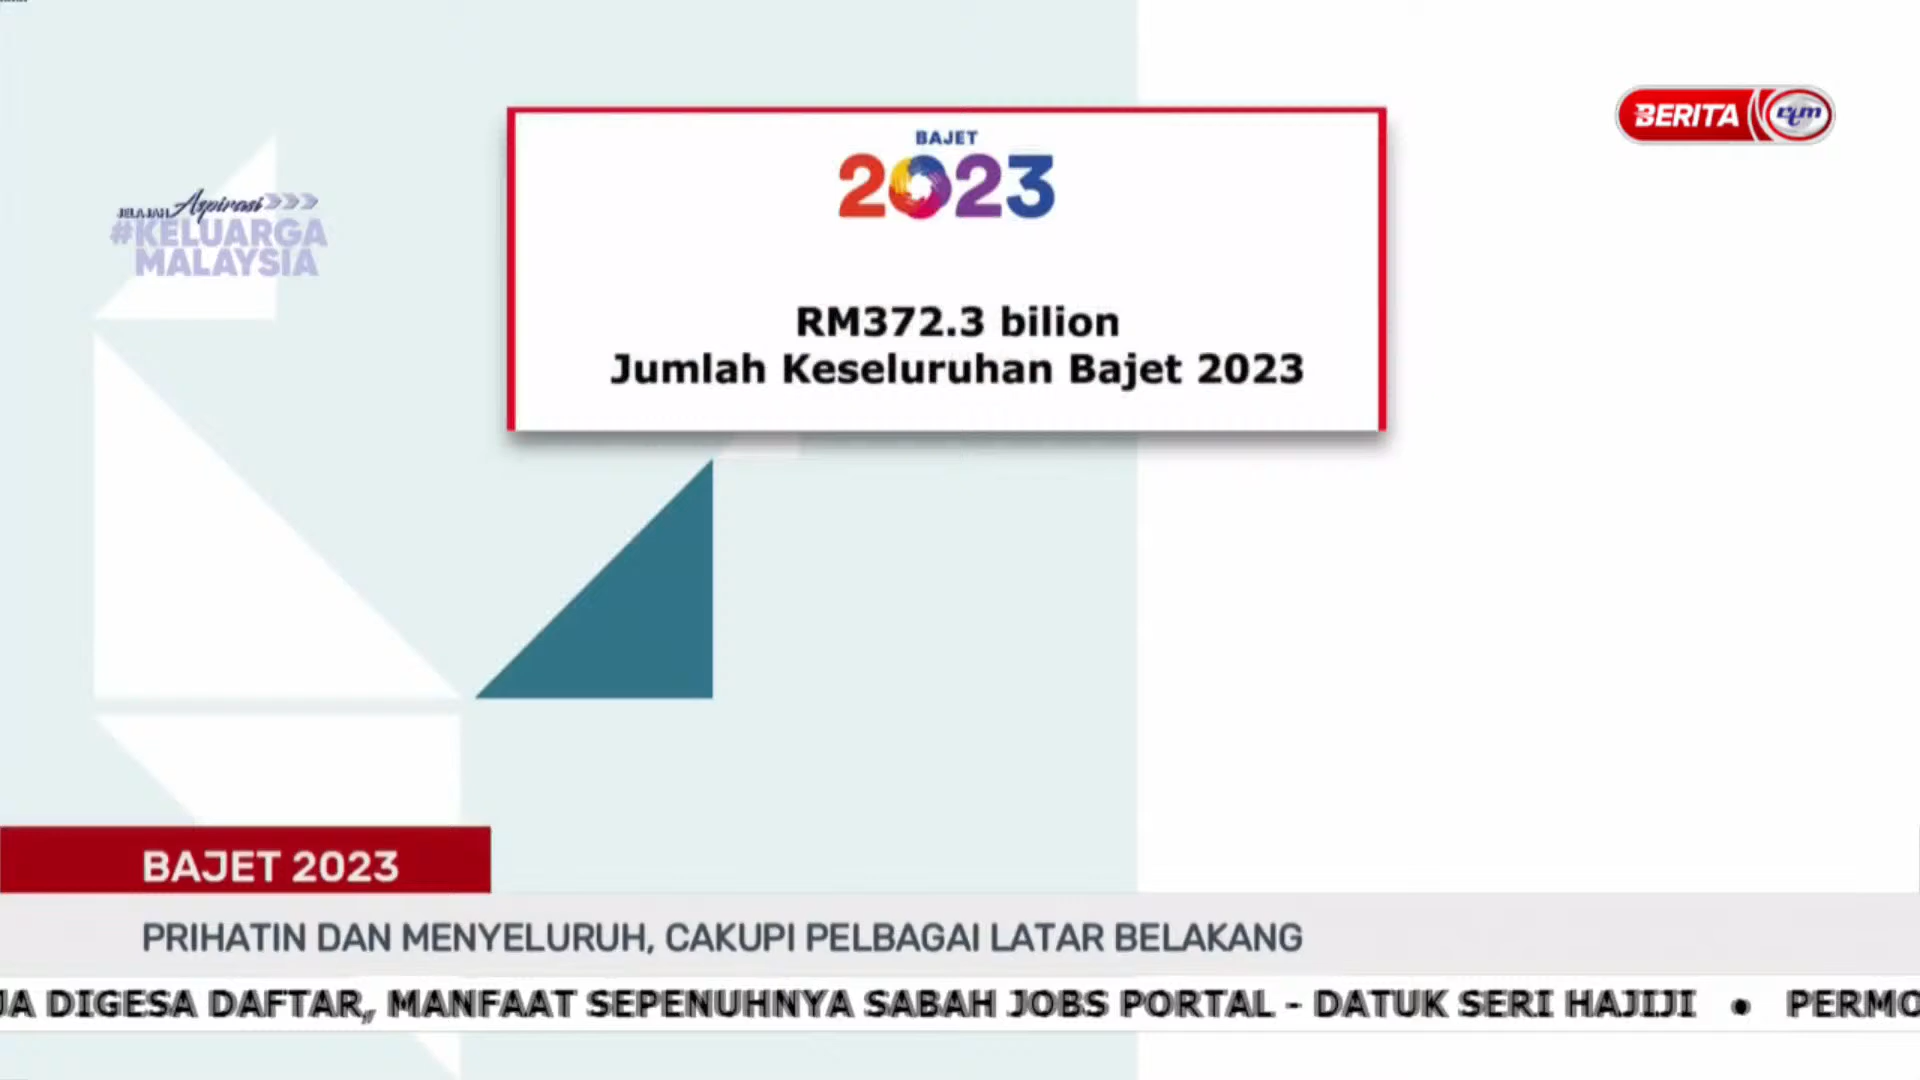 BERITA rtm
BAJET
2023
JELAJAH Aspirasi
#KELUARGA
MALAYSIA
RM372.3 bilion
Jumlah Keseluruhan Bajet 2023
BAJET 2023
PRIHATIN DAN MENYELURUH, CAKUPI PELBAGAI LATAR BELAKANG
DIGESA DAFTAR, MANFAAT SEPENUHNYA SABAH JOBS PORTAL - DATUK SERI HAJIJI •